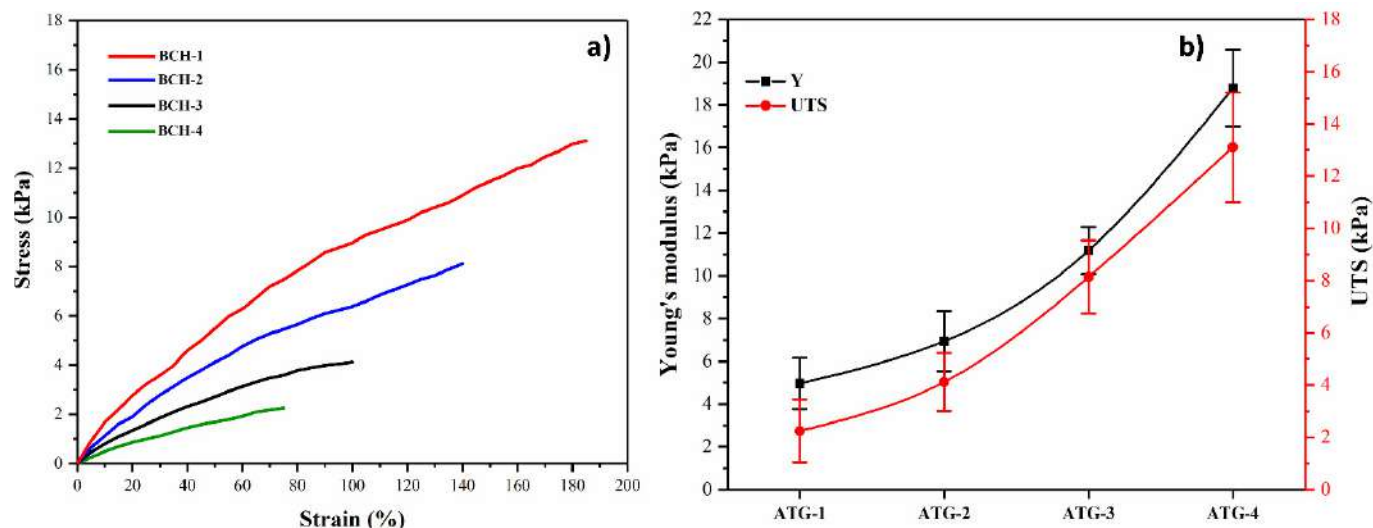 a)
BCH-1
BCH-2
BCH-3
BCH-4
Stress (kPa)
18
16
14
12
10
8
6
4
2
0
0 20 40 60 80 100 120 140 160 180 200
Strain (%)
b)
Y
UTS
Young's modulus (kPa)
22
20
18
16
14
12
10
8
6
4
2
0
ATG-1 ATG-2 ATG-3 ATG-4
18
16
14
12
10
8
6
4
2
0
UTS (kPa)